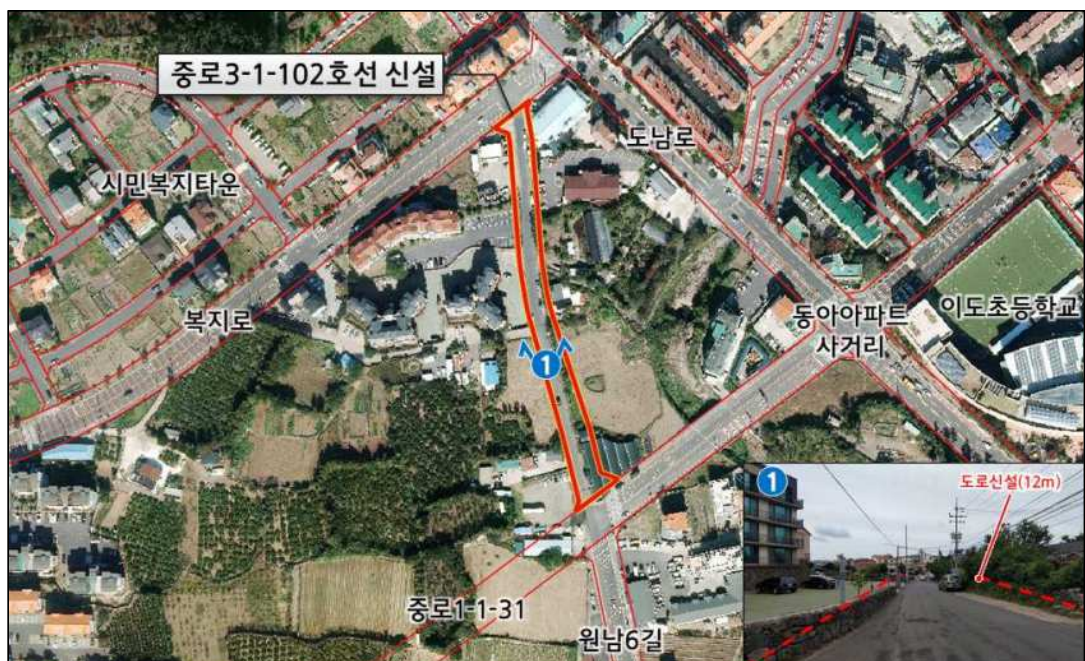 중로3-1-102호선 신설
도남로
시민복지타운
복지로
동아아파트
사거리
이도초등학교
1
1
도로신설(12m)
중로1-1-31
원남6길